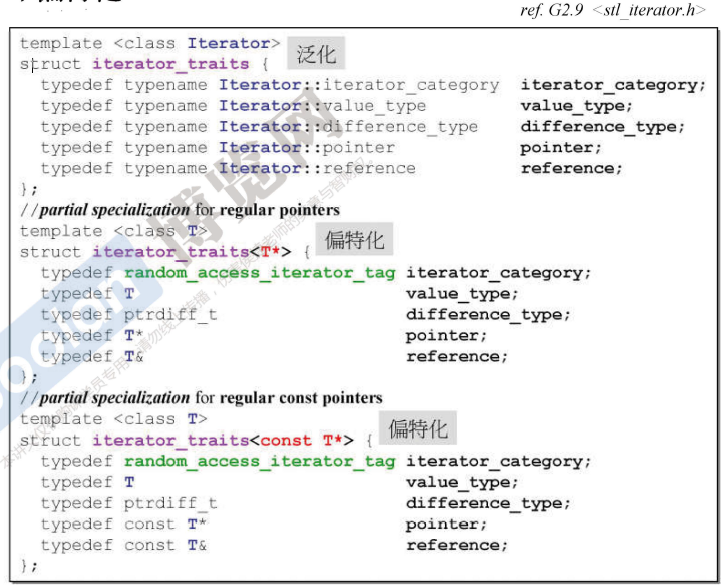 ref. G2.9 <stl_iterator.h>
template <class Iterator>
泛化
struct iterator_traits {
typedef typename Iterator::iterator_category iterator_category;
typedef typename Iterator::value_type value_type;
typedef typename Iterator::difference_type difference_type;
typedef typename Iterator::pointer pointer;
typedef typename Iterator::reference reference;
};
//partial specialization for regular pointers
template <class T>
偏特化
struct iterator_traits<T*> {
typedef random_access_iterator_tag iterator_category;
typedef T value_type;
typedef ptrdiff_t difference_type;
typedef T* pointer;
typedef T& reference;
};
//partial specialization for regular const pointers
template <class T>
偏特化
struct iterator_traits<const T*> {
typedef random_access_iterator_tag iterator_category;
typedef T value_type;
typedef ptrdiff_t difference_type;
typedef const T* pointer;
typedef const T& reference;
};
博览网